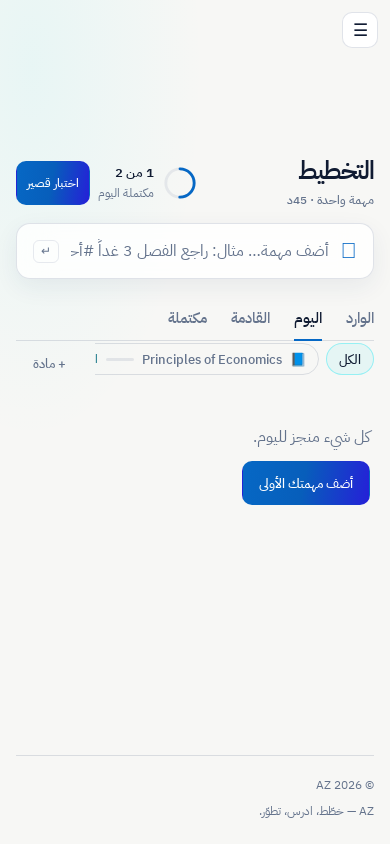 ☰
التخطيط
مهمة واحدة · 45د
1 من 2
مكتملة اليوم
اختبار قصير
أضف مهمة... مثال: راجع الفصل 3 غداً #أح
↵
الوارد
اليوم
القادمة
مكتملة
الكل
📘 Principles of Economics
+ مادة
كل شيء منجز لليوم.
أضف مهمتك الأولى
© 2026 AZ
AZ — خطّط، ادرس، تطوّر.